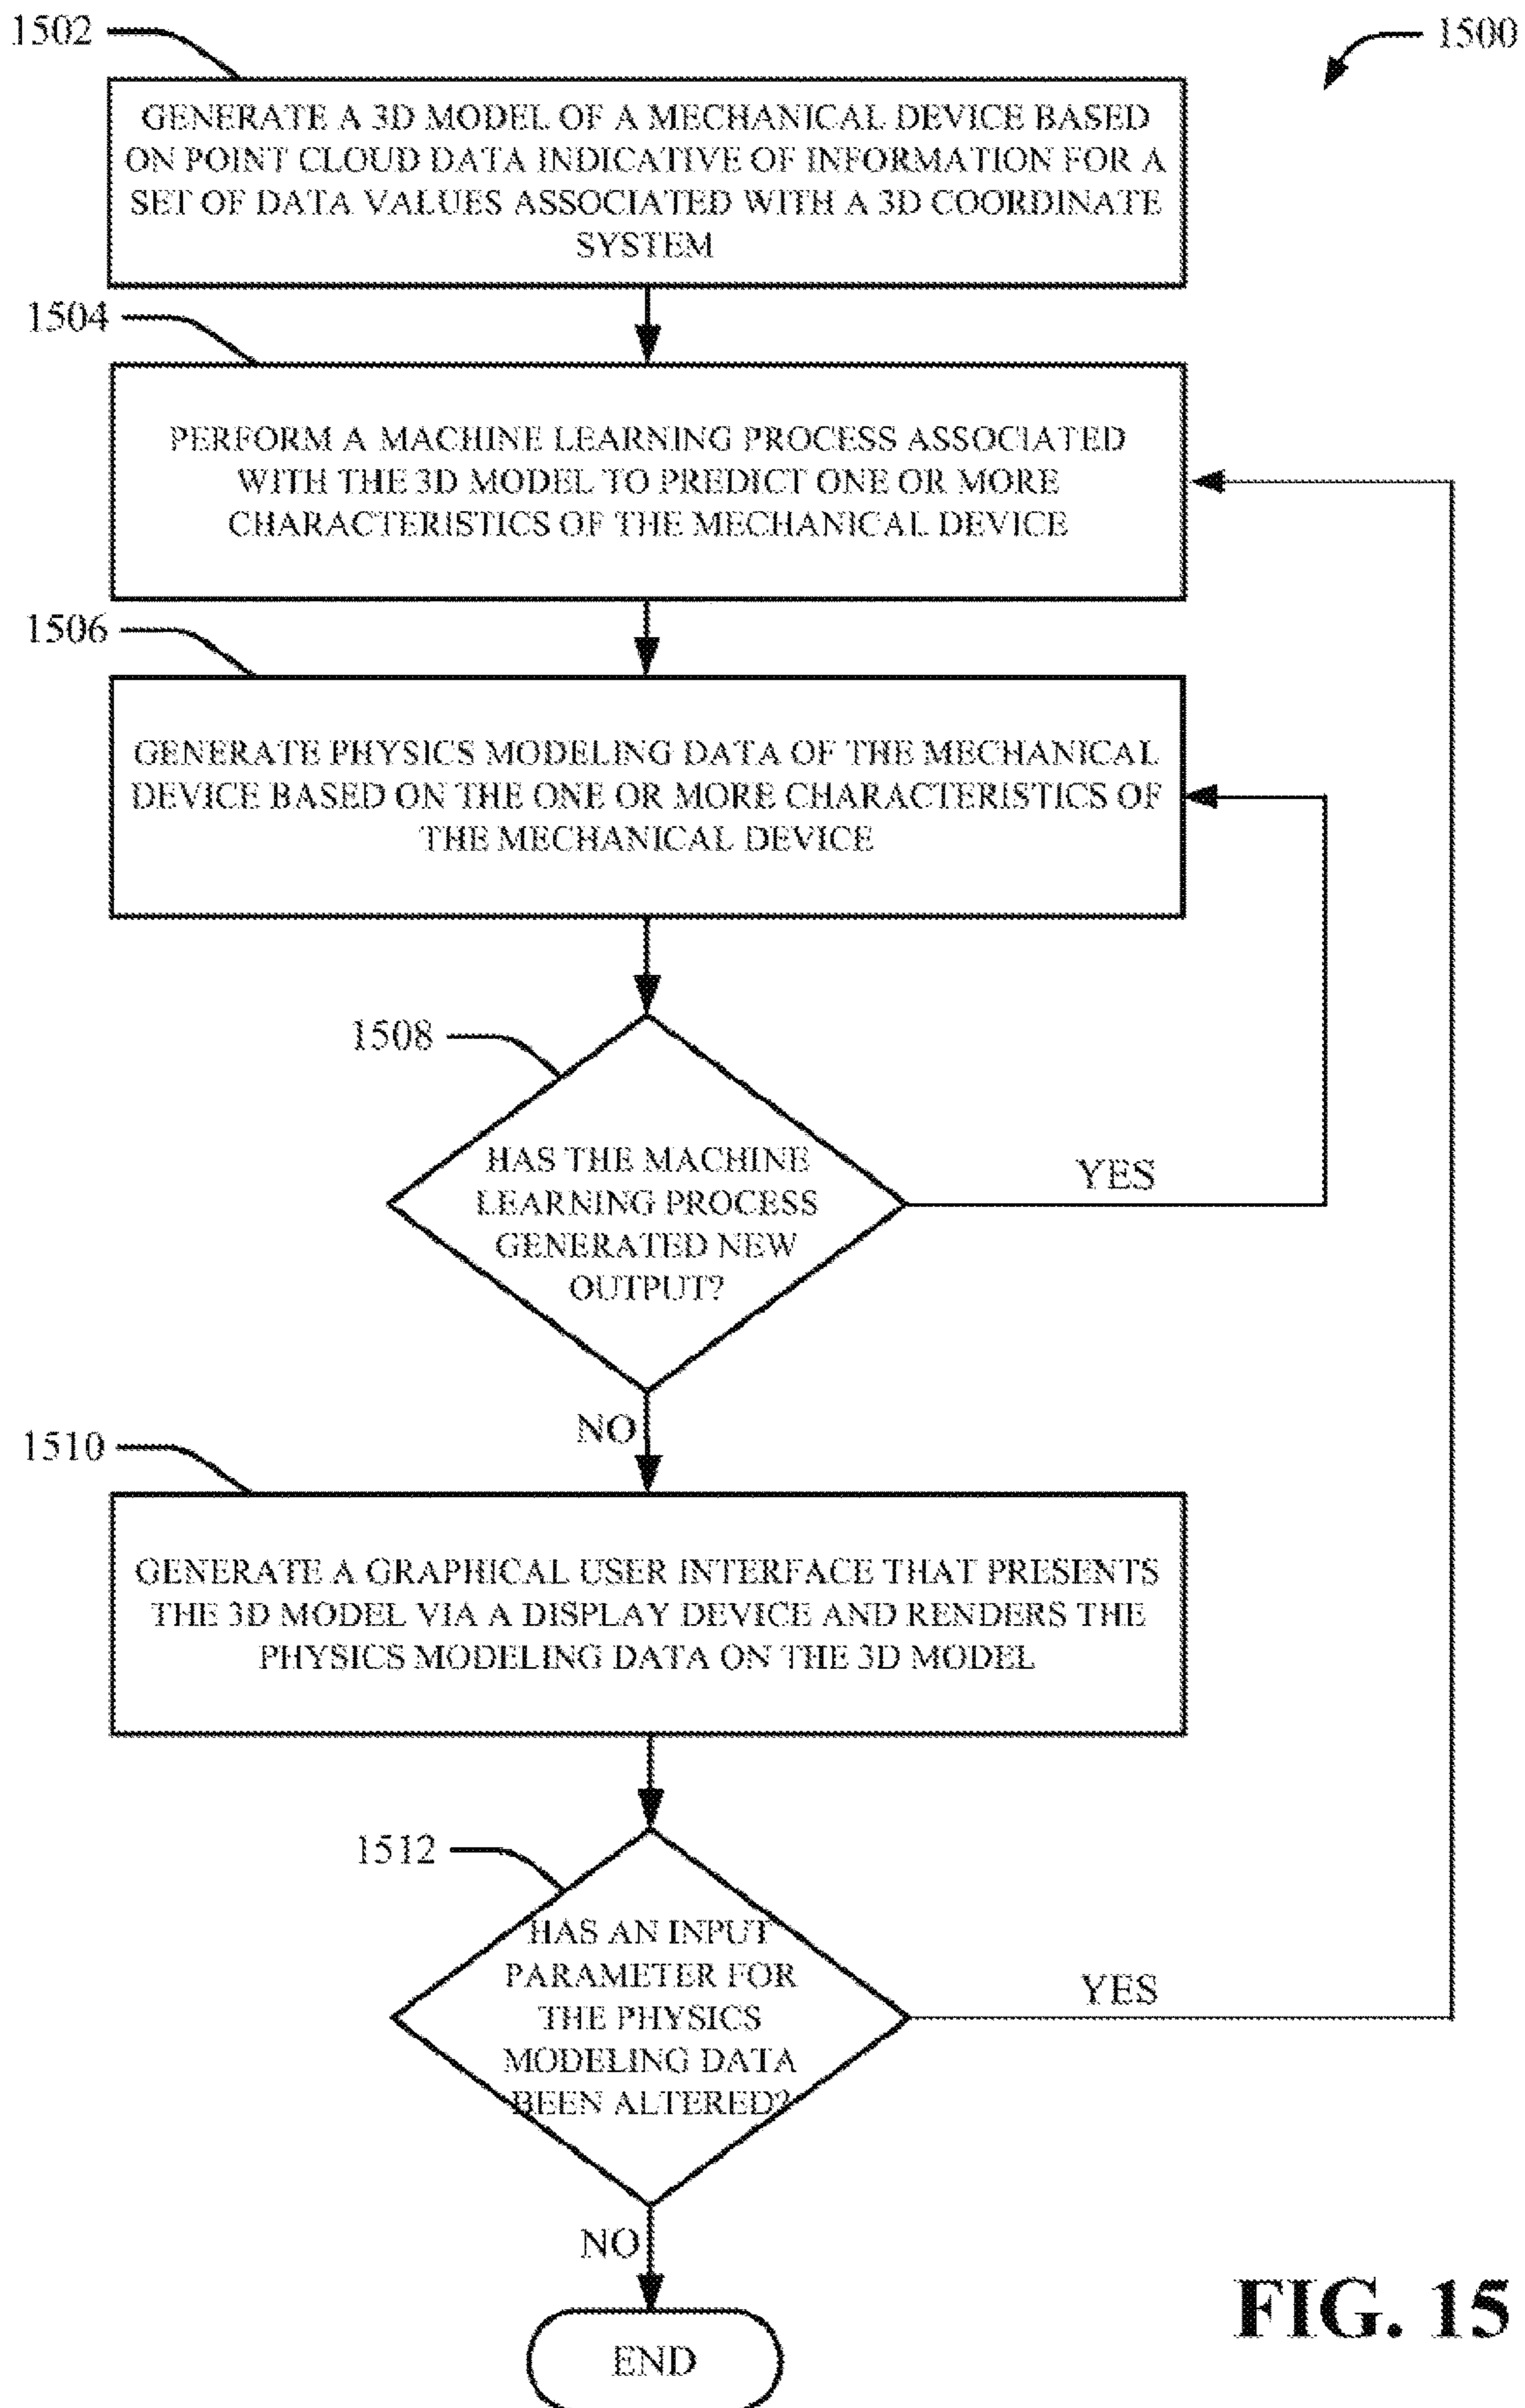 1502
1500
GENERATE A 3D MODEL OF A MECHANICAL DEVICE BASED
ON POINT CLOUD DATA INDICATIVE OF INFORMATION FOR A
SET OF DATA VALUES ASSOCIATED WITH A 3D COORDINATE
SYSTEM
1504
PERFORM A MACHINE LEARNING PROCESS ASSOCIATED
WITH THE 3D MODEL TO PREDICT ONE OR MORE
CHARACTERISTICS OF THE MECHANICAL DEVICE
1506
GENERATE PHYSICS MODELING DATA OF THE MECHANICAL
DEVICE BASED ON THE ONE OR MORE CHARACTERISTICS OF
THE MECHANICAL DEVICE
1508
HAS THE MACHINE
LEARNING PROCESS
GENERATED NEW
OUTPUT?
YES
NO
1510
GENERATE A GRAPHICAL USER INTERFACE THAT PRESENTS
THE 3D MODEL VIA A DISPLAY DEVICE AND RENDERS THE
PHYSICS MODELING DATA ON THE 3D MODEL
1512
HAS AN INPUT
PARAMETER FOR
THE PHYSICS
MODELING DATA
BEEN ALTERED?
YES
NO
END
FIG. 15